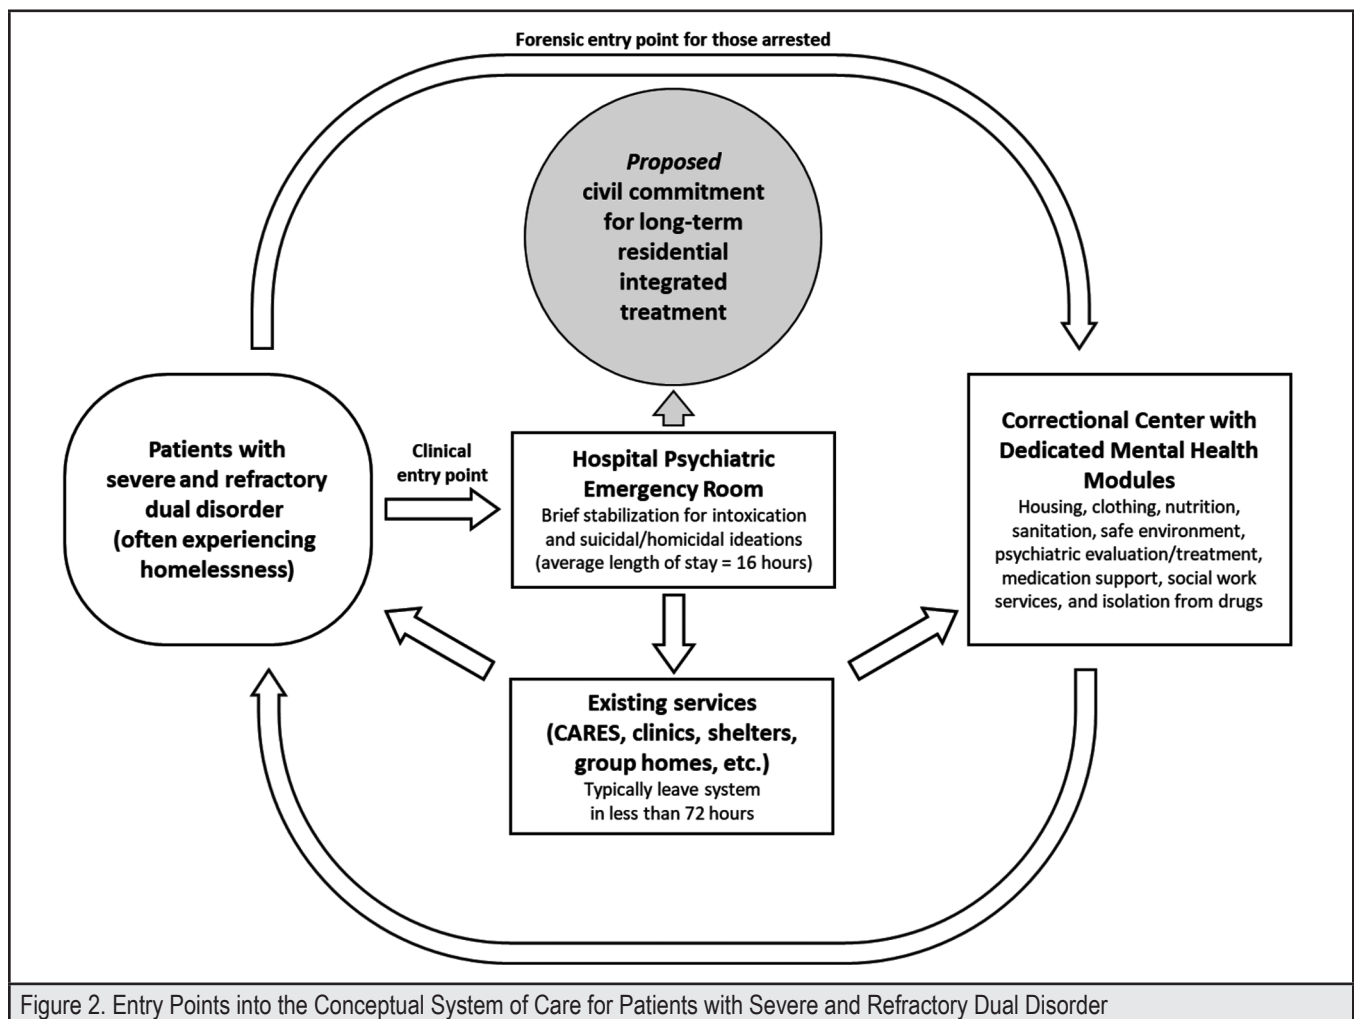 Forensic entry point for those arrested
Proposed
civil commitment
for long-term
residential
integrated
treatment
Patients with
severe and refractory
dual disorder
(often experiencing
homelessness)
Clinical
entry point
Hospital Psychiatric
Emergency Room
Brief stabilization for intoxication
and suicidal/homicidal ideations
(average length of stay = 16 hours)
Correctional Center with
Dedicated Mental Health
Modules
Housing, clothing, nutrition,
sanitation, safe environment,
psychiatric evaluation/treatment,
medication support, social work
services, and isolation from drugs
Existing services
(CARES, clinics, shelters,
group homes, etc.)
Typically leave system
in less than 72 hours
Figure 2. Entry Points into the Conceptual System of Care for Patients with Severe and Refractory Dual Disorder